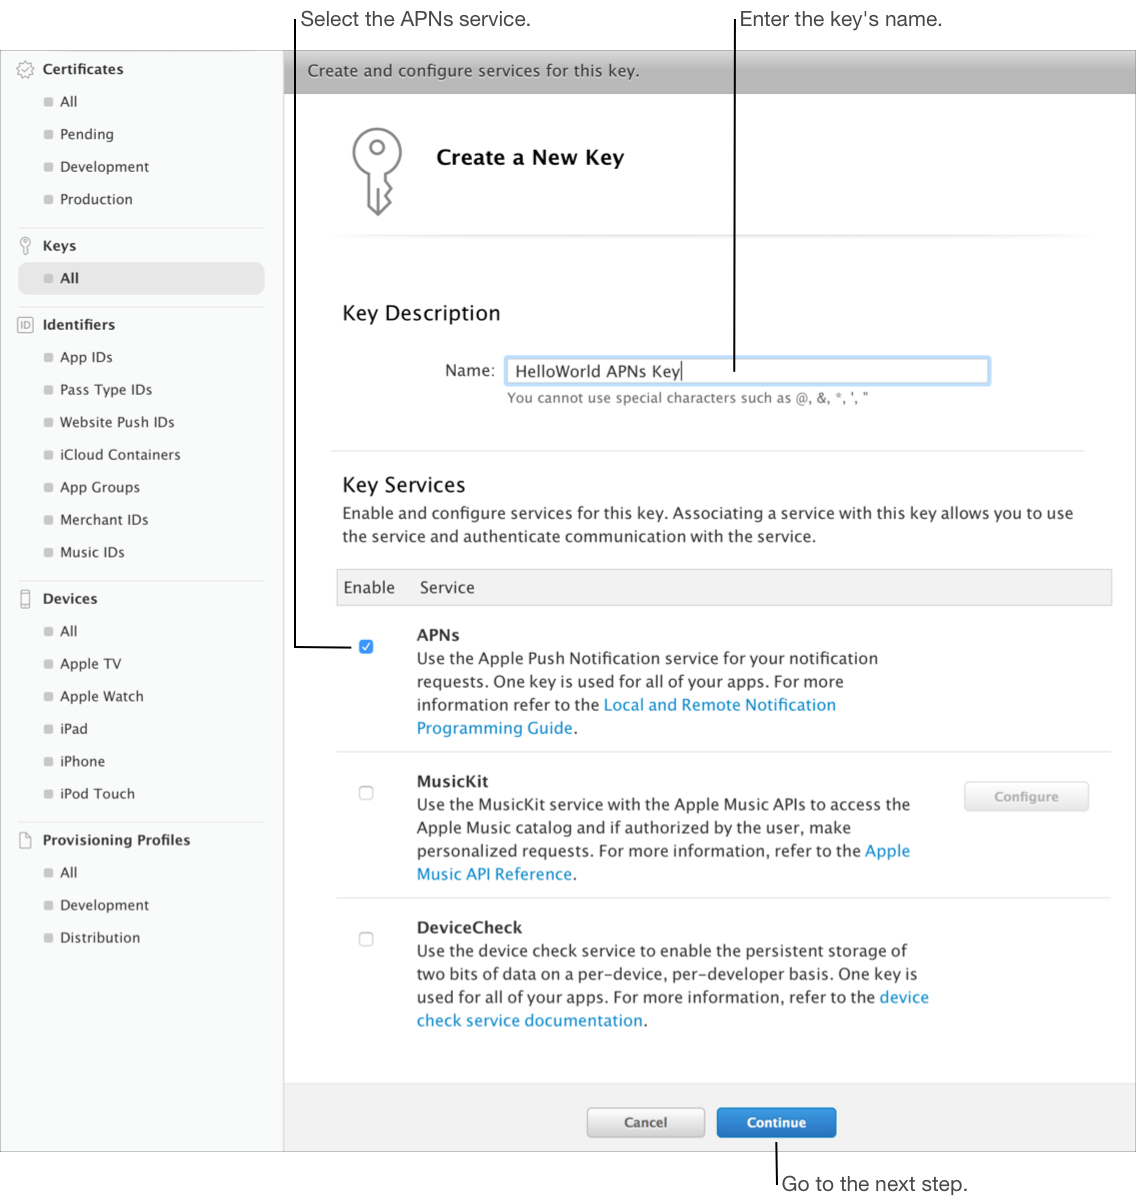 Select the APNs service.
Enter the key's name.
Certificates
All
Pending
Development
Production
Keys
All
ID Identifiers
App IDs
Pass Type IDs
Website Push IDs
iCloud Containers
App Groups
Merchant IDs
Music IDs
Devices
All
Apple TV
Apple Watch
iPad
iPhone
iPod Touch
Provisioning Profiles
All
Development
Distribution
Create and configure services for this key.
Create a New Key
Key Description
Name: HelloWorld APNs Key
You cannot use special characters such as @, &, *, ', "
Key Services
Enable and configure services for this key. Associating a service with this key allows you to use
the service and authenticate communication with the service.
Enable Service
APNs
Use the Apple Push Notification service for your notification
requests. One key is used for all of your apps. For more
information refer to the Local and Remote Notification
Programming Guide.
MusicKit
Use the MusicKit service with the Apple Music APIs to access the
Apple Music catalog and if authorized by the user, make
personalized requests. For more information, refer to the Apple
Music API Reference.
Configure
DeviceCheck
Use the device check service to enable the persistent storage of
two bits of data on a per-device, per-developer basis. One key is
used for all of your apps. For more information, refer to the device
check service documentation.
Cancel Continue
Go to the next step.